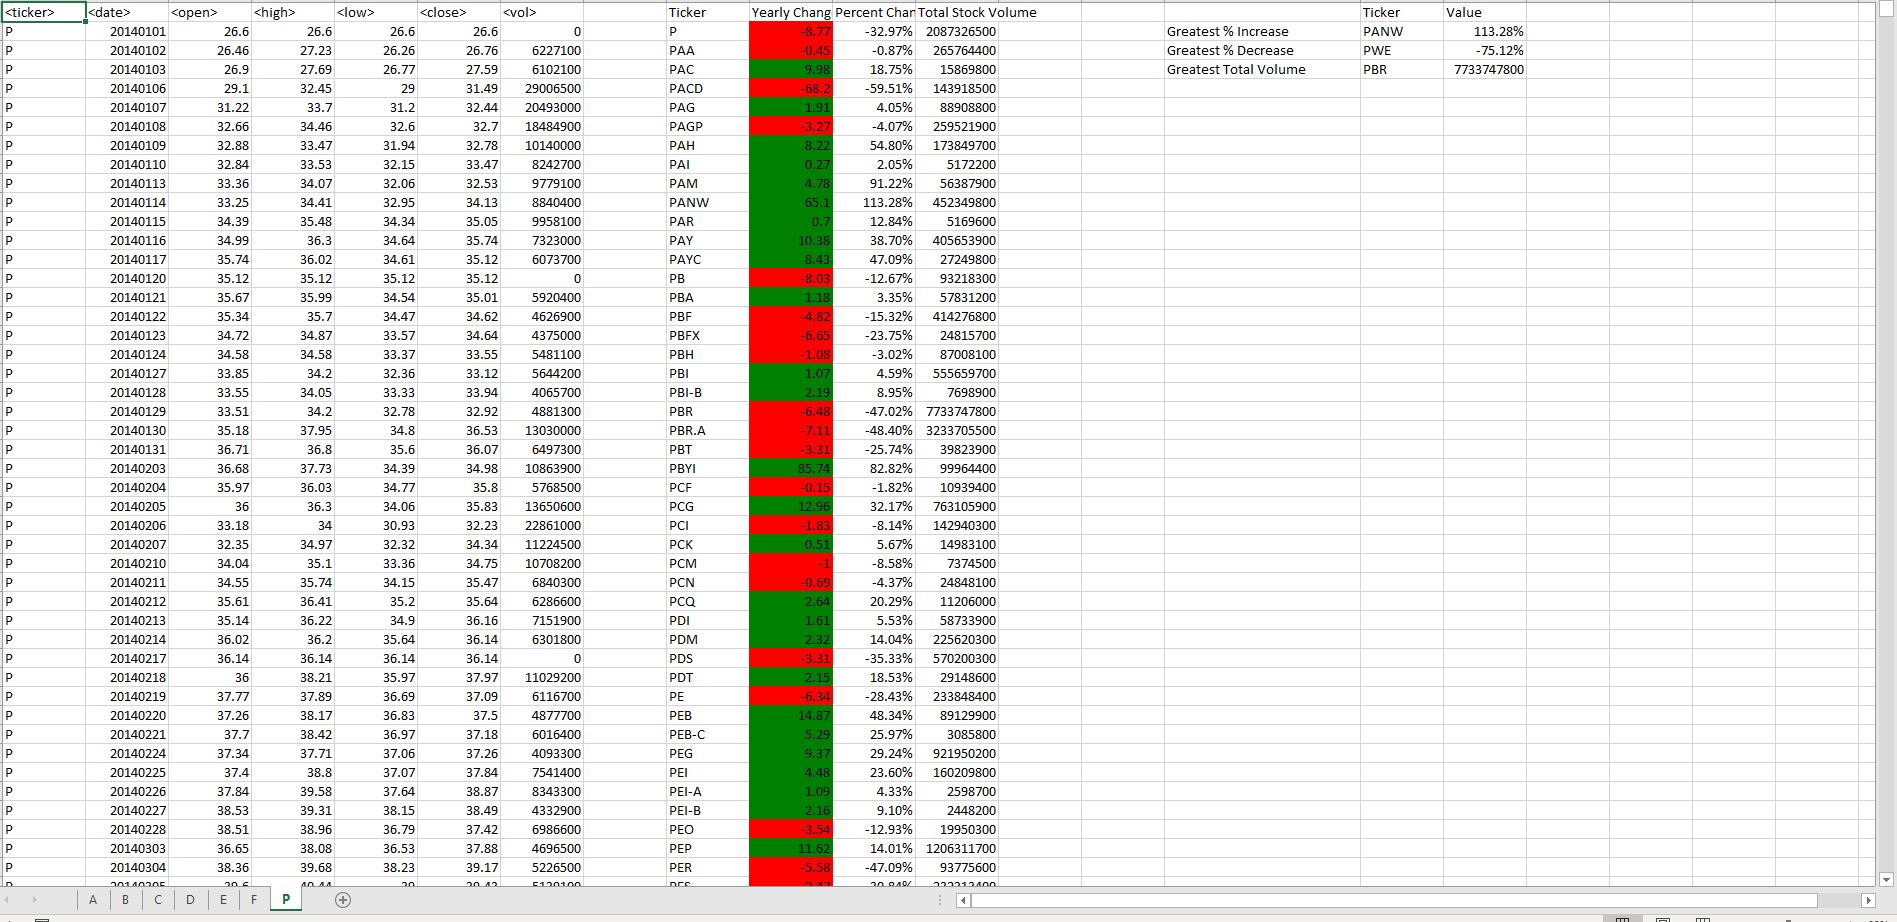 <ticker> <date> <open> <high> <low> <close> <vol> Ticker Yearly Chang Percent Chan Total Stock Volume Ticker Value
P 20140101 26.6 26.6 26.6 26.6 0 P -8.77 -32.97% 2087326500 Greatest % Increase PANW 113.28%
P 20140102 26.46 27.23 26.26 26.76 6227100 PAA -0.45 -0.87% 265764400 Greatest % Decrease PWE -75.12%
P 20140103 26.9 27.69 26.77 27.59 6102100 PAC 9.98 18.75% 15869800 Greatest Total Volume PBR 7733747800
P 20140106 29.1 32.45 29 31.49 29006500 PACD -68.2 -59.51% 143918500
P 20140107 31.22 33.7 31.2 32.44 20493000 PAG 1.91 4.05% 88908800
P 20140108 32.66 34.46 32.6 32.7 18484900 PAGP -3.27 -4.07% 259521900
P 20140109 32.88 33.47 31.94 32.78 10140000 PAH 8.22 54.80% 173849700
P 20140110 32.84 33.53 32.15 33.47 8242700 PAI 0.27 2.05% 5172200
P 20140113 33.36 34.07 32.06 32.53 9779100 PAM 4.78 91.22% 56387900
P 20140114 33.25 34.41 32.95 34.13 8840400 PANW 65.1 113.28% 452349800
P 20140115 34.39 35.48 34.34 35.05 9958100 PAR 0.7 12.84% 5169600
P 20140116 34.99 36.3 34.64 35.74 7323000 PAY 10.38 38.70% 405653900
P 20140117 35.74 36.02 34.61 35.12 6073700 PAYC 8.43 47.09% 27249800
P 20140120 35.12 35.12 35.12 35.12 0 PB -8.03 -12.67% 93218300
P 20140121 35.67 35.99 34.54 35.01 5920400 PBA 1.18 3.35% 57831200
P 20140122 35.34 35.7 34.47 34.62 4626900 PBF -4.82 -15.32% 414276800
P 20140123 34.72 34.87 33.57 34.64 4375000 PBFX -6.65 -23.75% 24815700
P 20140124 34.58 34.58 33.37 33.55 5481100 PBH -1.08 -3.02% 87008100
P 20140127 33.85 34.2 32.36 33.12 5644200 PBI 1.07 4.59% 555659700
P 20140128 33.55 34.05 33.33 33.94 4065700 PBI-B 2.19 8.95% 7698900
P 20140129 33.51 34.2 32.78 32.92 4881300 PBR -6.48 -47.02% 7733747800
P 20140130 35.18 37.95 34.8 36.53 13030000 PBR.A -7.11 -48.40% 3233705500
P 20140131 36.71 36.8 35.6 36.07 6497300 PBT -3.31 -25.74% 39823900
P 20140203 36.68 37.73 34.39 34.98 10863900 PBYI 85.74 82.82% 99964400
P 20140204 35.97 36.03 34.77 35.8 5768500 PCF -0.15 -1.82% 10939400
P 20140205 36 36.3 34.06 35.83 13650600 PCG 12.96 32.17% 763105900
P 20140206 33.18 34 30.93 32.23 22861000 PCI -1.83 -8.14% 142940300
P 20140207 32.35 34.97 32.32 34.34 11224500 PCK 0.51 5.67% 14983100
P 20140210 34.04 35.1 33.36 34.75 10708200 PCM -1 -8.58% 7374500
P 20140211 34.55 35.74 34.15 35.47 6840300 PCN -0.69 -4.37% 24848100
P 20140212 35.61 36.41 35.2 35.64 6286600 PCQ 2.64 20.29% 11206000
P 20140213 35.14 36.22 34.9 36.16 7151900 PDI 1.61 5.53% 58733900
P 20140214 36.02 36.2 35.64 36.14 6301800 PDM 2.32 14.04% 225620300
P 20140217 36.14 36.14 36.14 36.14 0 PDS -3.31 -35.33% 570200300
P 20140218 36 38.21 35.97 37.97 11029200 PDT 2.15 18.53% 29148600
P 20140219 37.77 37.89 36.69 37.09 6116700 PE -6.34 -28.43% 233848400
P 20140220 37.26 38.17 36.83 37.5 4877700 PEB 14.87 48.34% 89129900
P 20140221 37.7 38.42 36.97 37.18 6016400 PEB-C 5.29 25.97% 3085800
P 20140224 37.34 37.71 37.06 37.26 4093300 PEG 9.37 29.24% 921950200
P 20140225 37.4 38.8 37.07 37.84 7541400 PEI 4.48 23.60% 160209800
P 20140226 37.84 39.58 37.64 38.87 8343300 PEI-A 1.09 4.33% 2598700
P 20140227 38.53 39.31 38.15 38.49 4332900 PEI-B 2.16 9.10% 2448200
P 20140228 38.51 38.96 36.79 37.42 6986600 PEO -3.54 -12.93% 19950300
P 20140303 36.65 38.08 36.53 37.88 4696500 PEP 11.62 14.01% 1206311700
P 20140304 38.36 39.68 38.23 39.17 5226500 PER -5.58 -47.09% 93775600
A B C D E F P